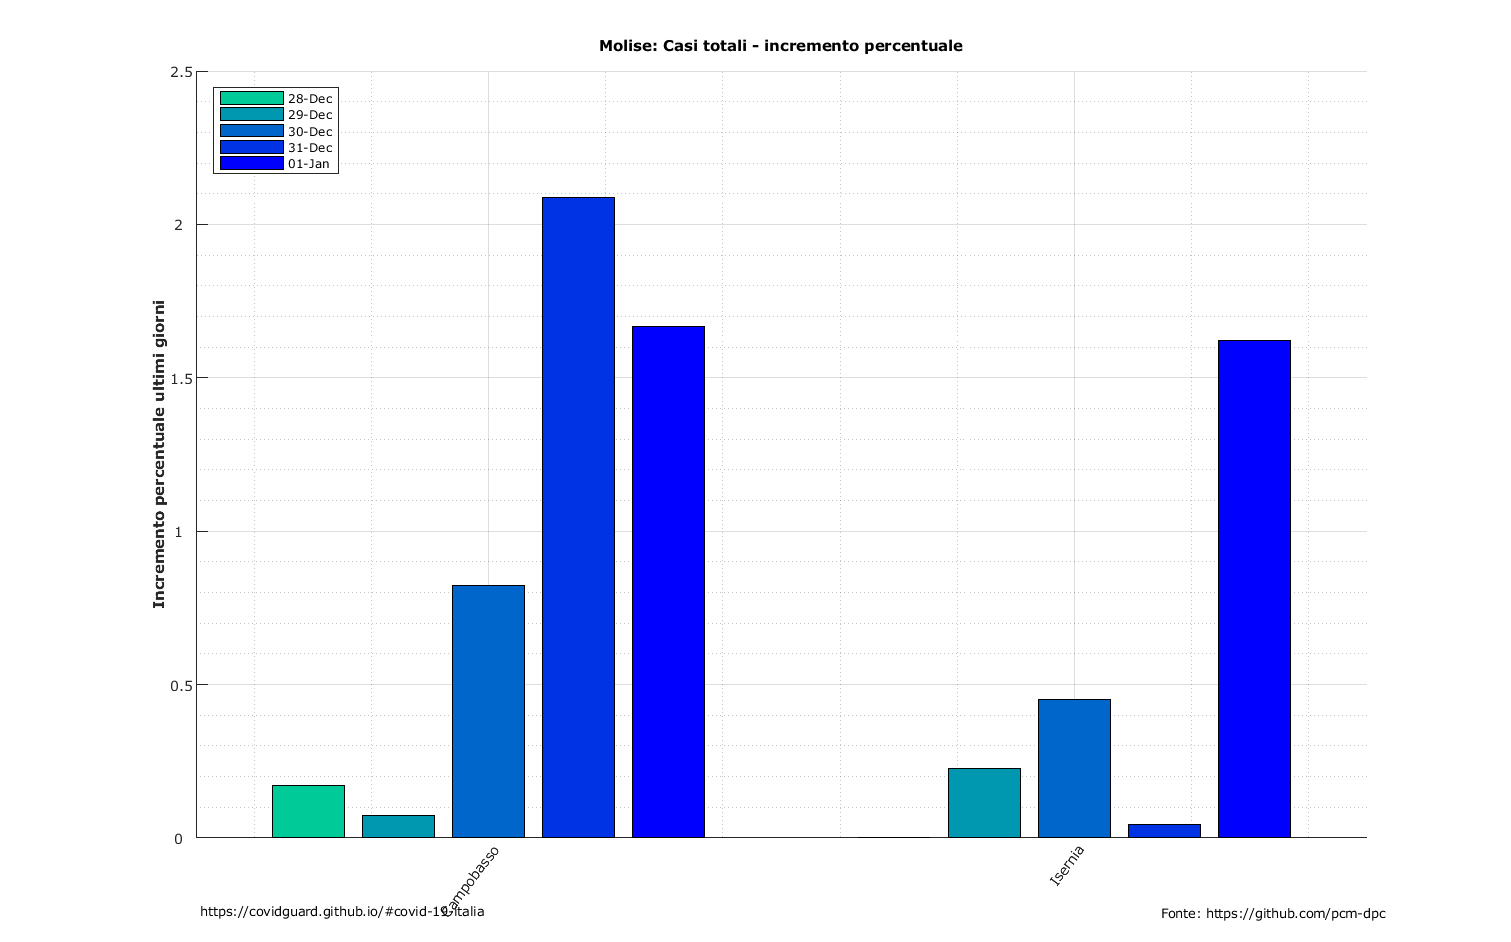 Molise: Casi totali - incremento percentuale
2.5
28-Dec
29-Dec
30-Dec
31-Dec
01-Jan
2
1.5
1
0.5
0
Incremento percentuale ultimi giorni
Campobasso
Isernia
https://covidguard.github.io/#covid-19-italia
Fonte: https://github.com/pcm-dpc